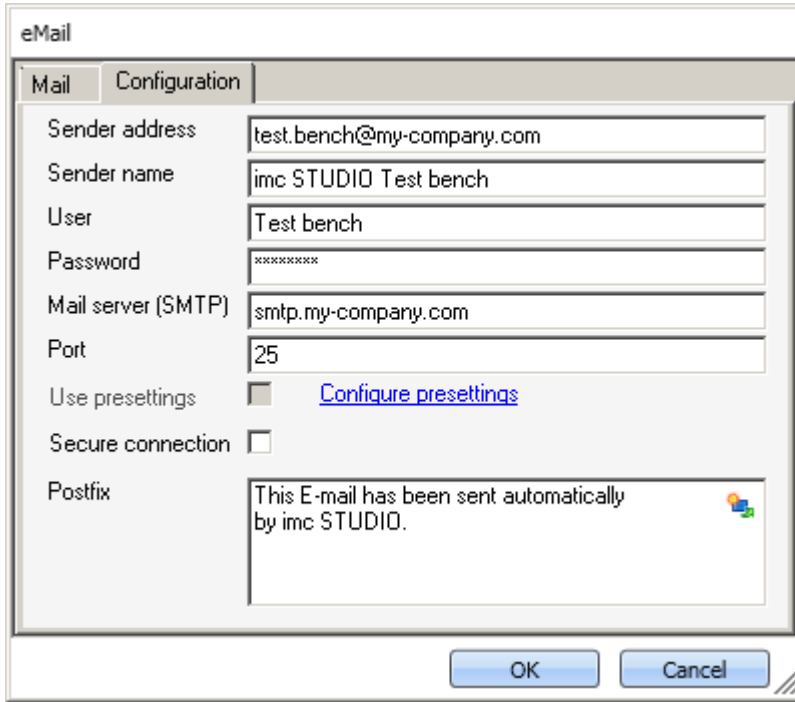 eMail
Mail Configuration
Sender address test.bench@my-company.com
Sender name imc STUDIO Test bench
User Test bench
Password ********
Mail server (SMTP) smtp.my-company.com
Port 25
Use presettings Configure presettings
Secure connection
Postfix This E-mail has been sent automatically
by imc STUDIO.
OK Cancel